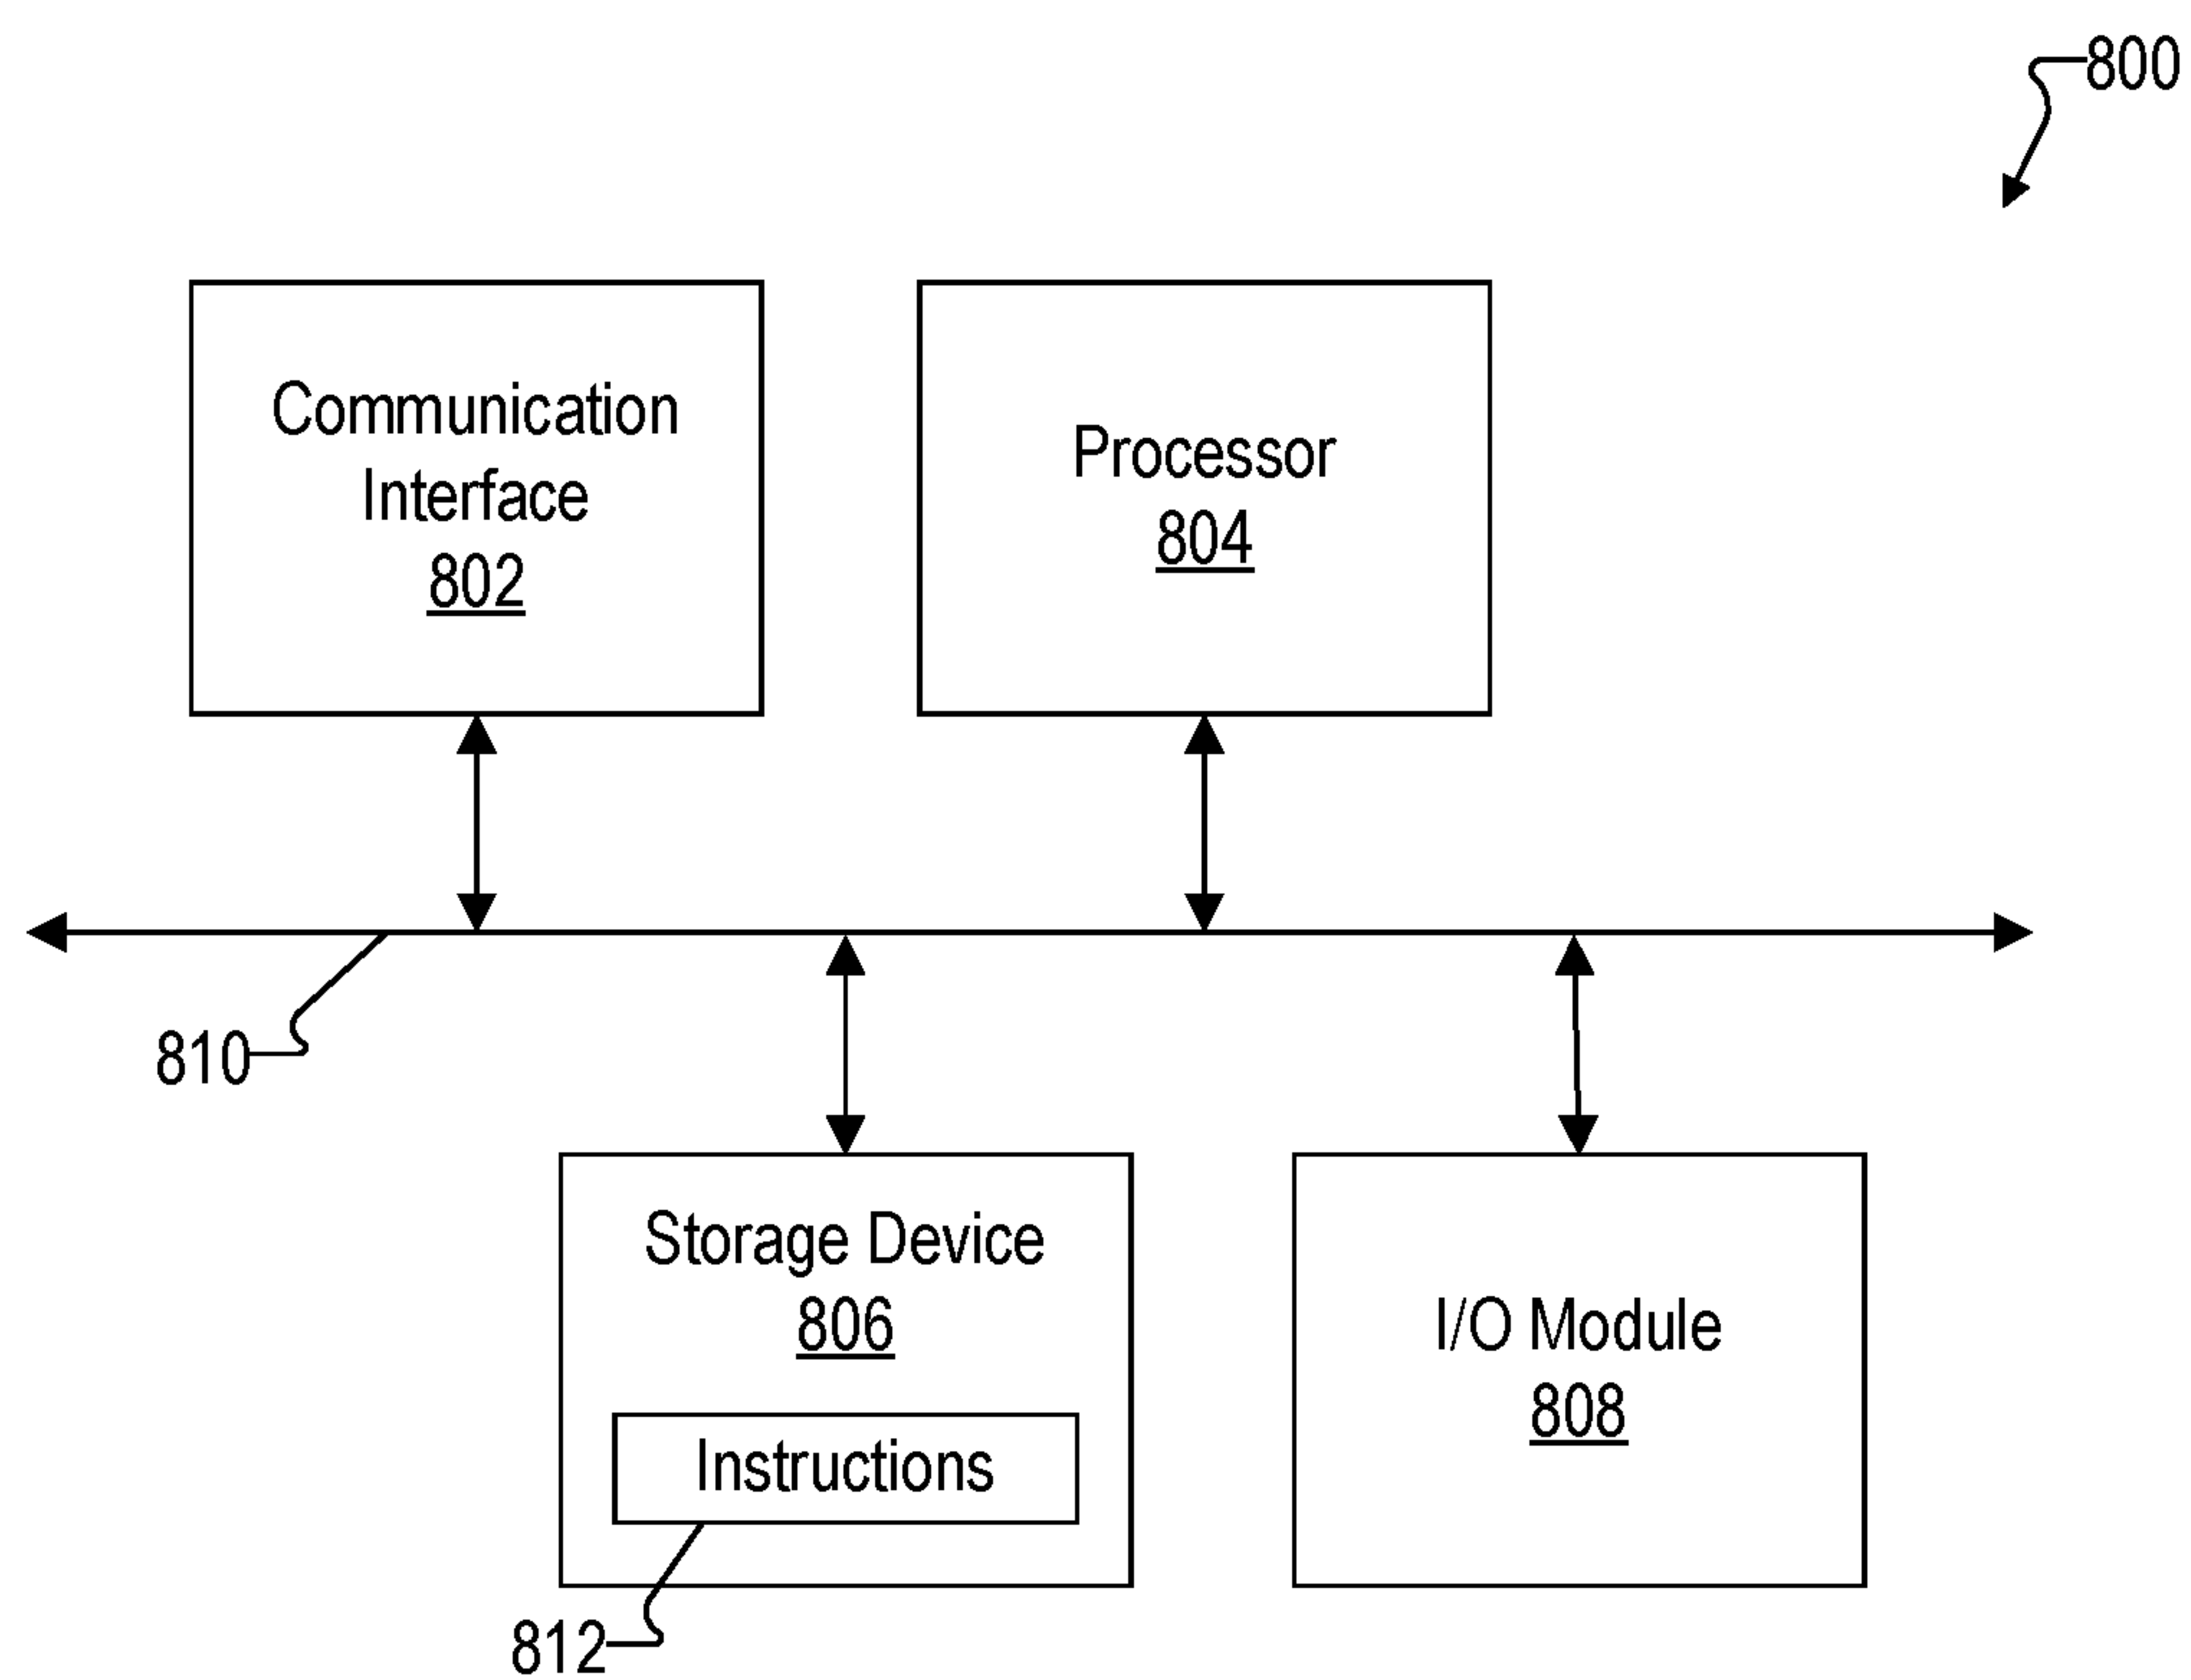 800
Communication
Interface
802
Processor
804
810
Storage Device
806
Instructions
812
I/O Module
808